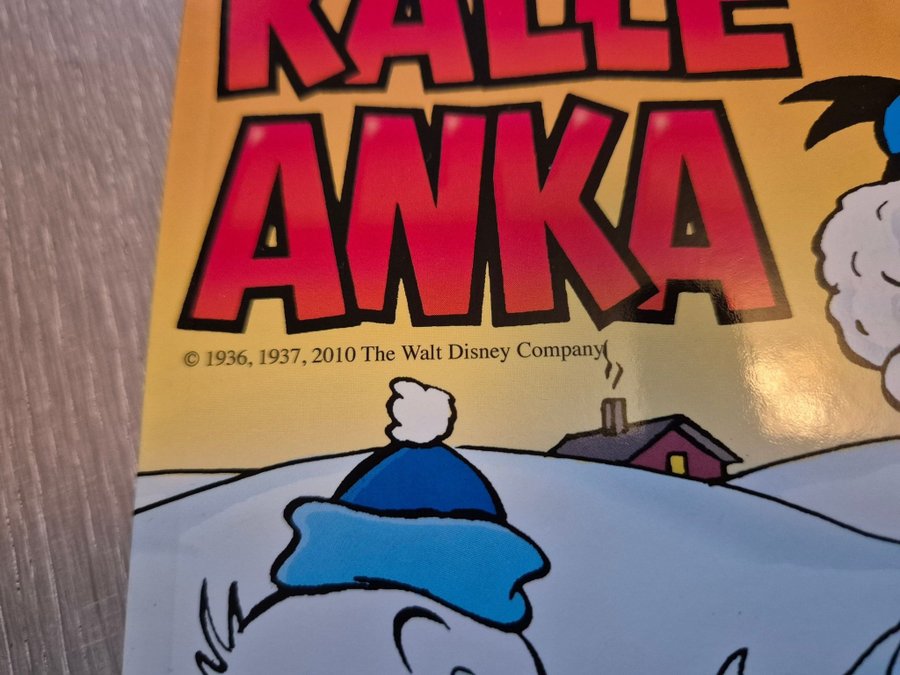 KALLE
ANKA
© 1936, 1937, 2010 The Walt Disney Company